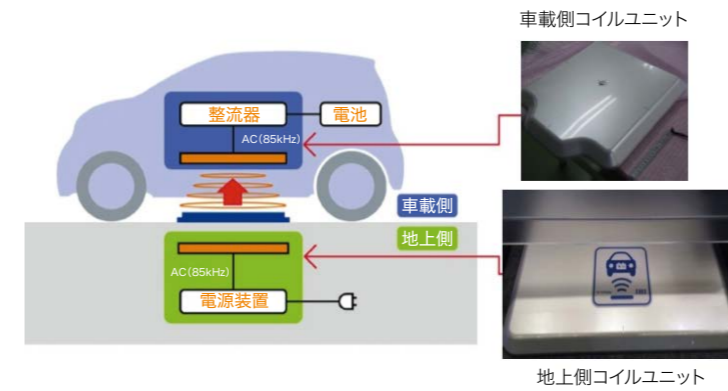 車載側コイルユニット
整流器
電池
AC(85kHz)
車載側
地上側
AC(85kHz)
電源装置
地上側コイルユニット